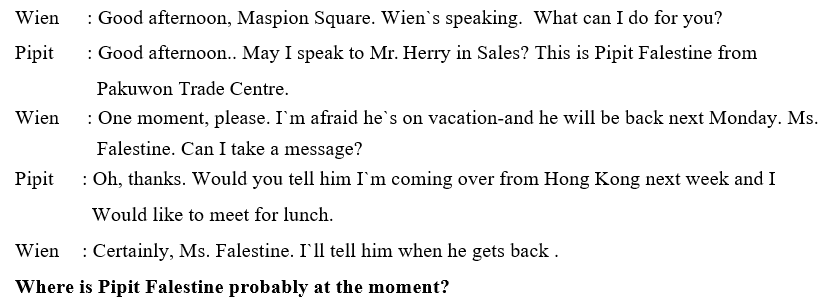 Wien : Good afternoon, Maspion Square. Wien`s speaking. What can I do for you?
Pipit : Good afternoon.. May I speak to Mr. Herry in Sales? This is Pipit Falestine from
Pakuwon Trade Centre.
Wien : One moment, please. I`m afraid he`s on vacation-and he will be back next Monday. Ms.
Falestine. Can I take a message?
Pipit : Oh, thanks. Would you tell him I`m coming over from Hong Kong next week and I
Would like to meet for lunch.
Wien : Certainly, Ms. Falestine. I`ll tell him when he gets back .
Where is Pipit Falestine probably at the moment?